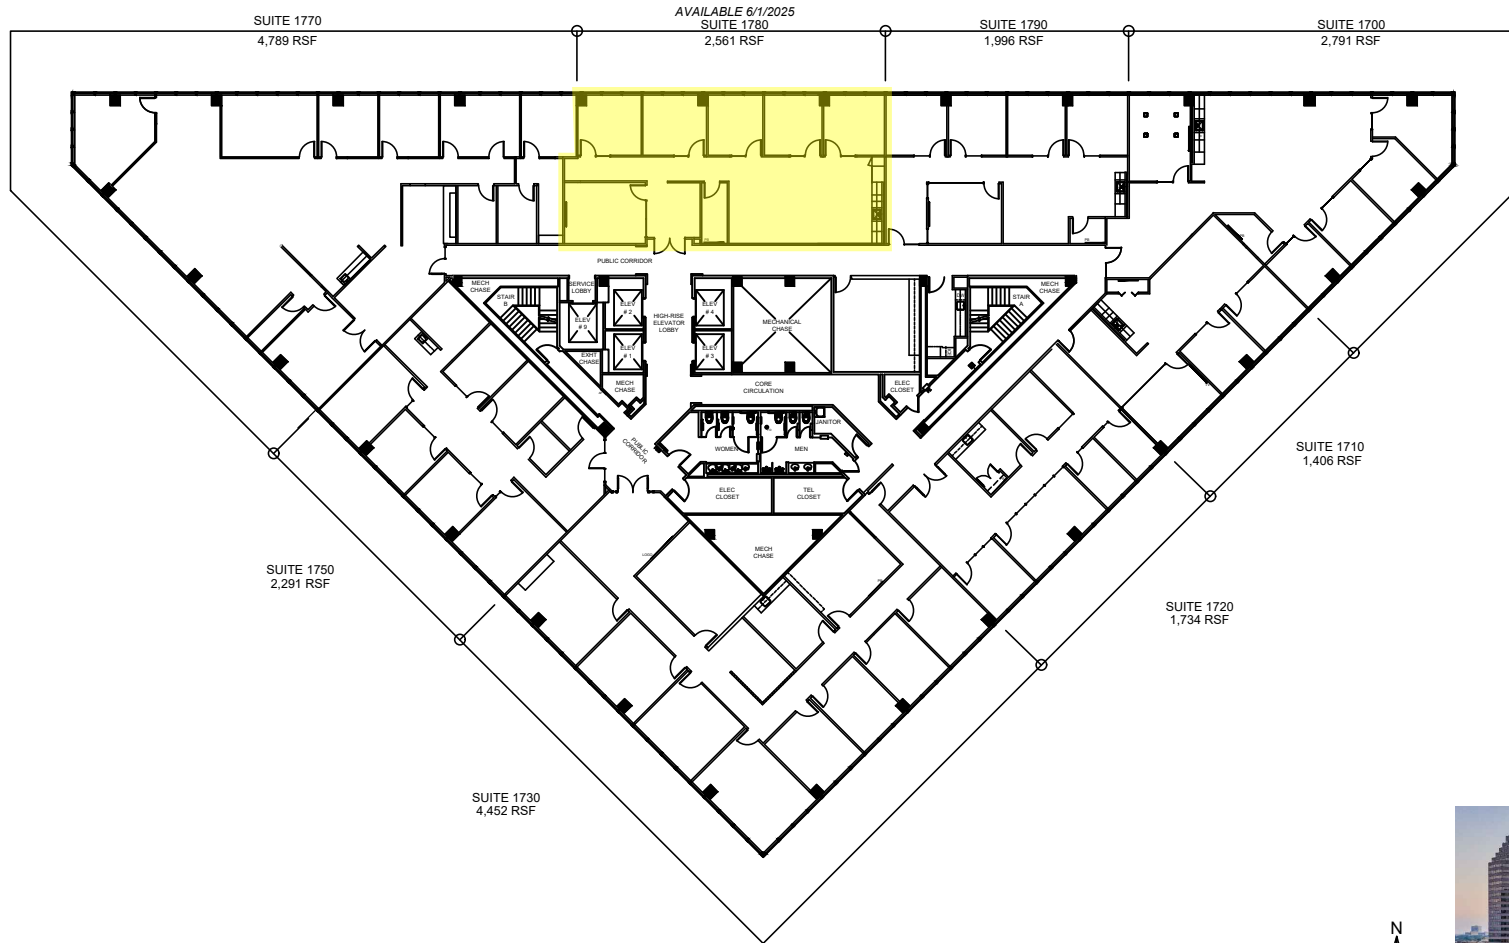 AVAILABLE 6/1/2025
SUITE 1770
4,789 RSF
SUITE 1780
2,561 RSF
SUITE 1790
1,996 RSF
SUITE 1700
2,791 RSF
PUBLIC CORRIDOR
MECH
CHASE
STAIR
B
SERVICE
LOBBY
ELEV
# 9
ELEV
# 2
HIGH-RISE
ELEVATOR
LOBBY
ELEV
# 4
MECHANICAL
CHASE
STAIR
A
MECH
CHASE
EXHT
CHASE
ELEV
# 1
ELEV
# 3
MECH
CHASE
CORE
CIRCULATION
ELEC
CLOSET
JANITOR
PUBLIC
CORRIDOR
WOMEN
MEN
ELEC
CLOSET
TEL
CLOSET
MECH
CHASE
SUITE 1710
1,406 RSF
SUITE 1750
2,291 RSF
SUITE 1720
1,734 RSF
SUITE 1730
4,452 RSF
N